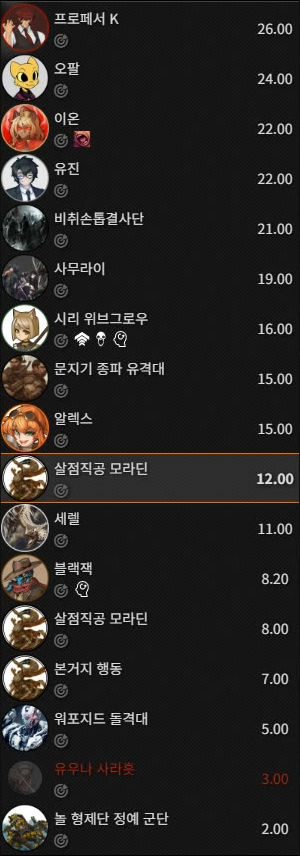 프로페서 K
26.00
오팔
24.00
이온
22.00
유진
22.00
비취손톱결사단
21.00
사무라이
19.00
시리 위브그로우
16.00
문지기 종파 유격대
15.00
알렉스
15.00
살점직공 모라딘
12.00
세렐
11.00
블랙잭
8.20
살점직공 모라딘
8.00
본거지 행동
7.00
워포지드 돌격대
5.00
유우나 사라홋
3.00
놀 형제단 정예 군단
2.00